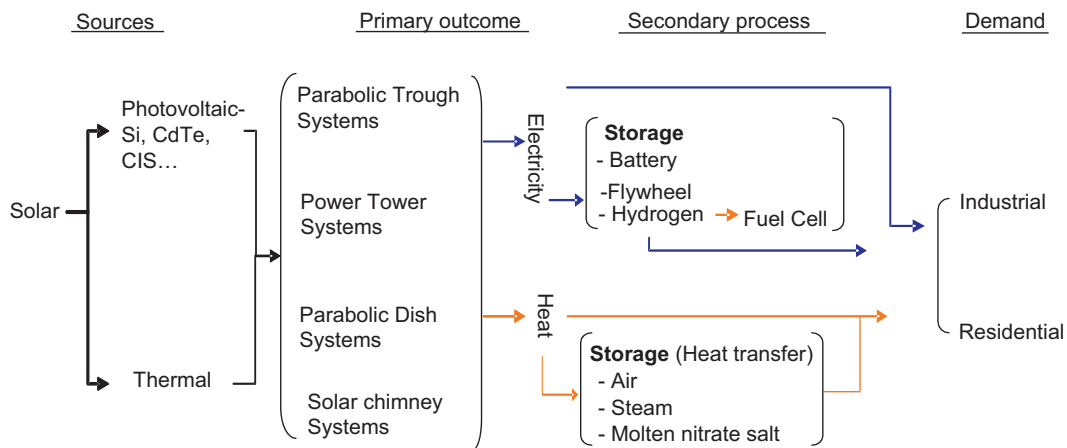 Sources
Primary outcome
Secondary process
Demand
Solar
Photovoltaic-
Si, CdTe,
CIS…
Thermal
Parabolic Trough
Systems
Power Tower
Systems
Parabolic Dish
Systems
Solar chimney
Systems
Electricity
Heat
Storage
- Battery
-Flywheel
- Hydrogen
Fuel Cell
Storage (Heat transfer)
- Air
- Steam
- Molten nitrate salt
Industrial
Residential